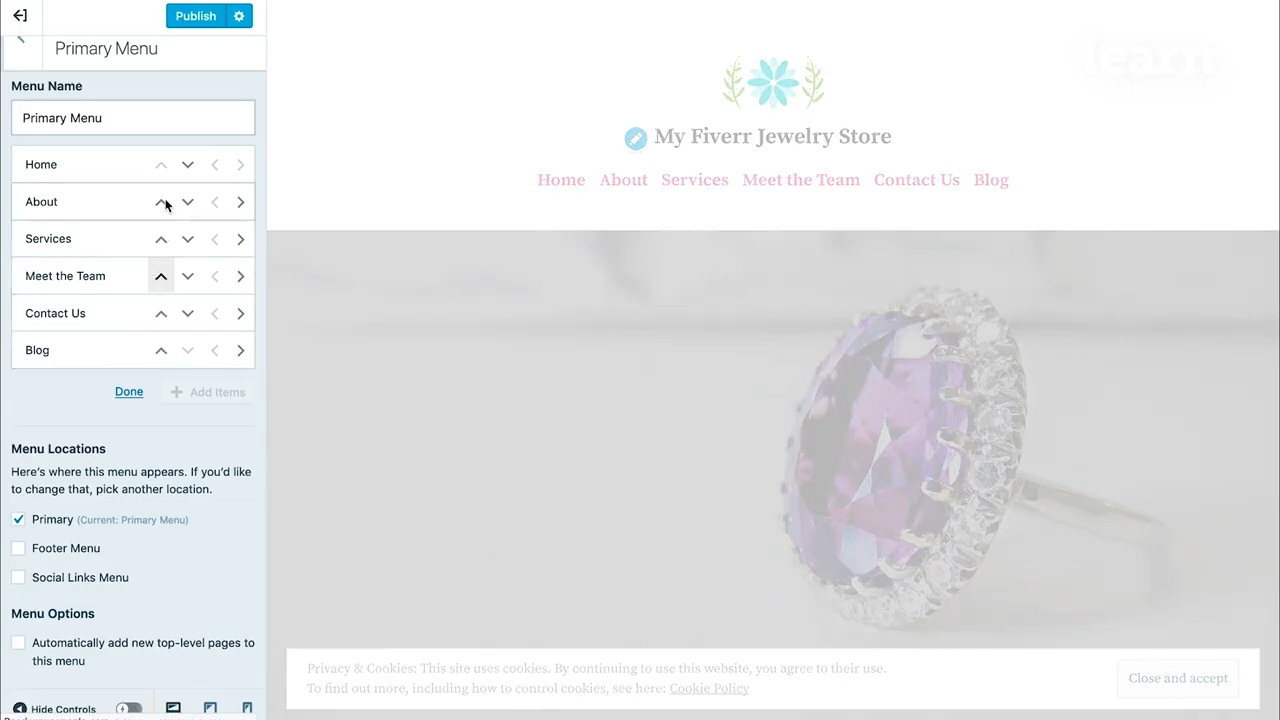 Publish
learn
Primary Menu
Menu Name
Primary Menu
Home
About
Services
Meet the Team
Contact Us
Blog
Done
Add Items
Menu Locations
Here's where this menu appears. If you'd like
to change that, pick another location.
Primary (Current: Primary Menu)
Footer Menu
Social Links Menu
Menu Options
Automatically add new top-level pages to
this menu
Hide Controls
My Fiverr Jewelry Store
Home About Services Meet the Team Contact Us Blog
Privacy & Cookies: This site uses cookies. By continuing to use this website, you agree to their use.
To find out more, including how to control cookies, see here: Cookie Policy
Close and accept